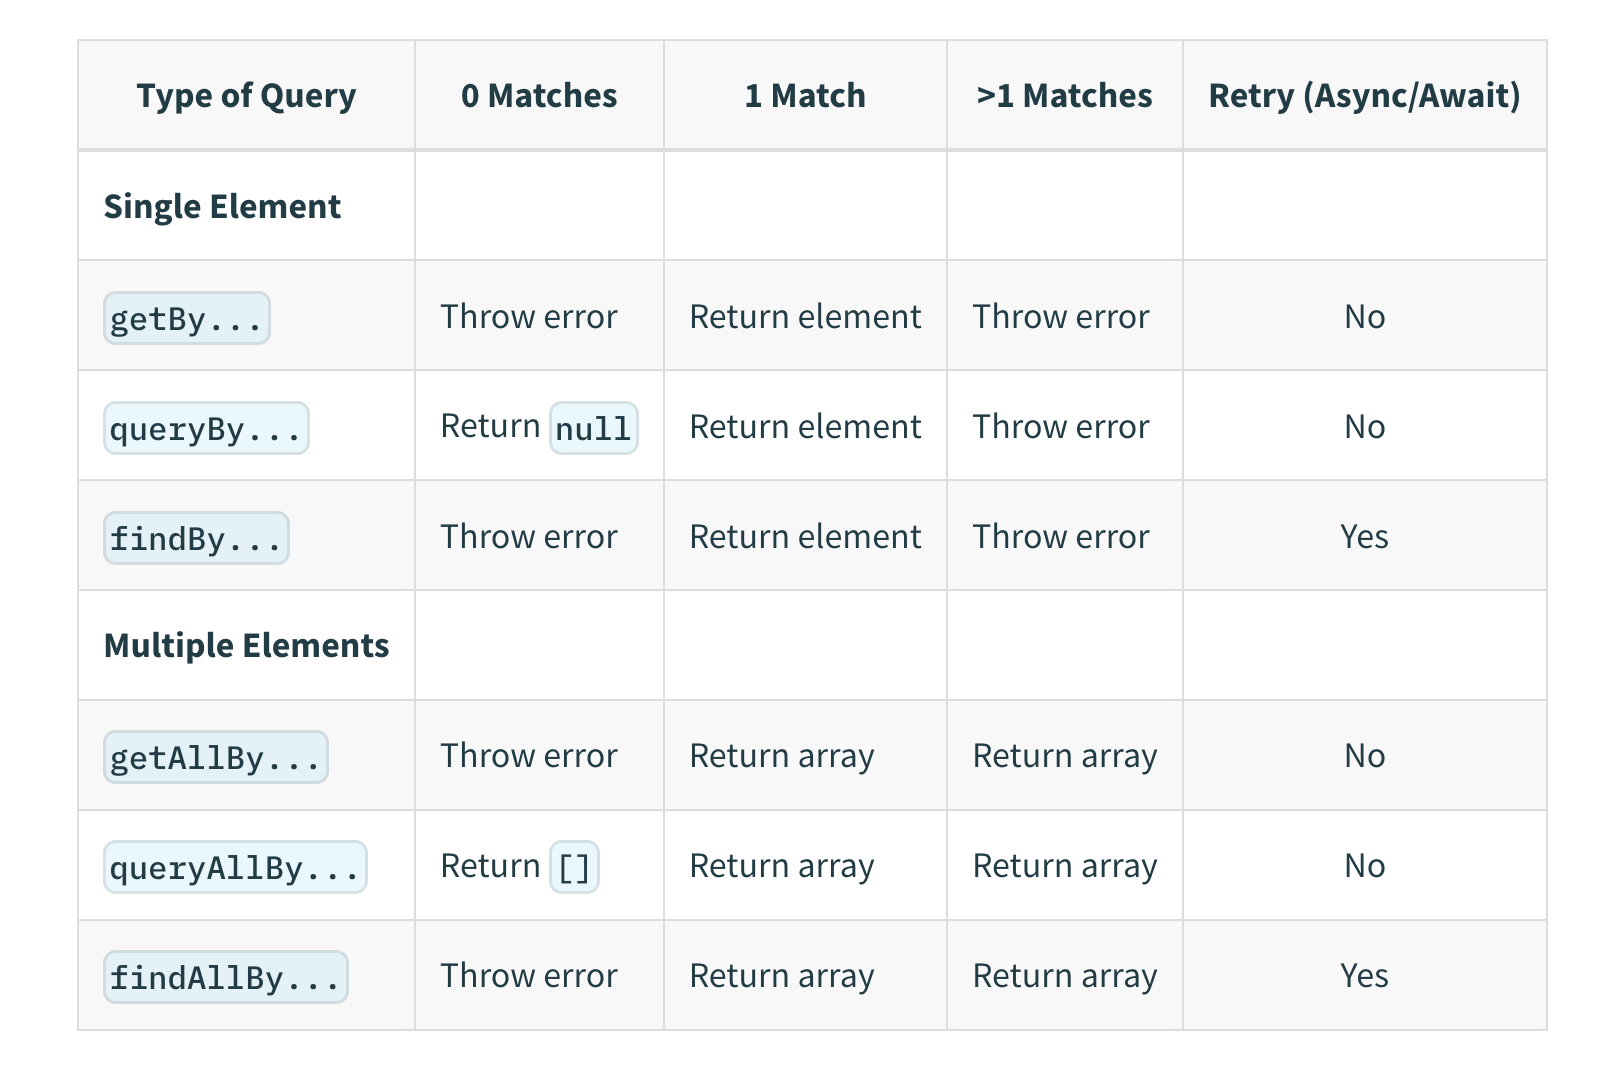 Type of Query 0 Matches 1 Match >1 Matches Retry (Async/Await)
Single Element
getBy... Throw error Return element Throw error No
queryBy... Return null Return element Throw error No
findBy... Throw error Return element Throw error Yes
Multiple Elements
getAllBy... Throw error Return array Return array No
queryAllBy... Return [] Return array Return array No
findAllBy... Throw error Return array Return array Yes